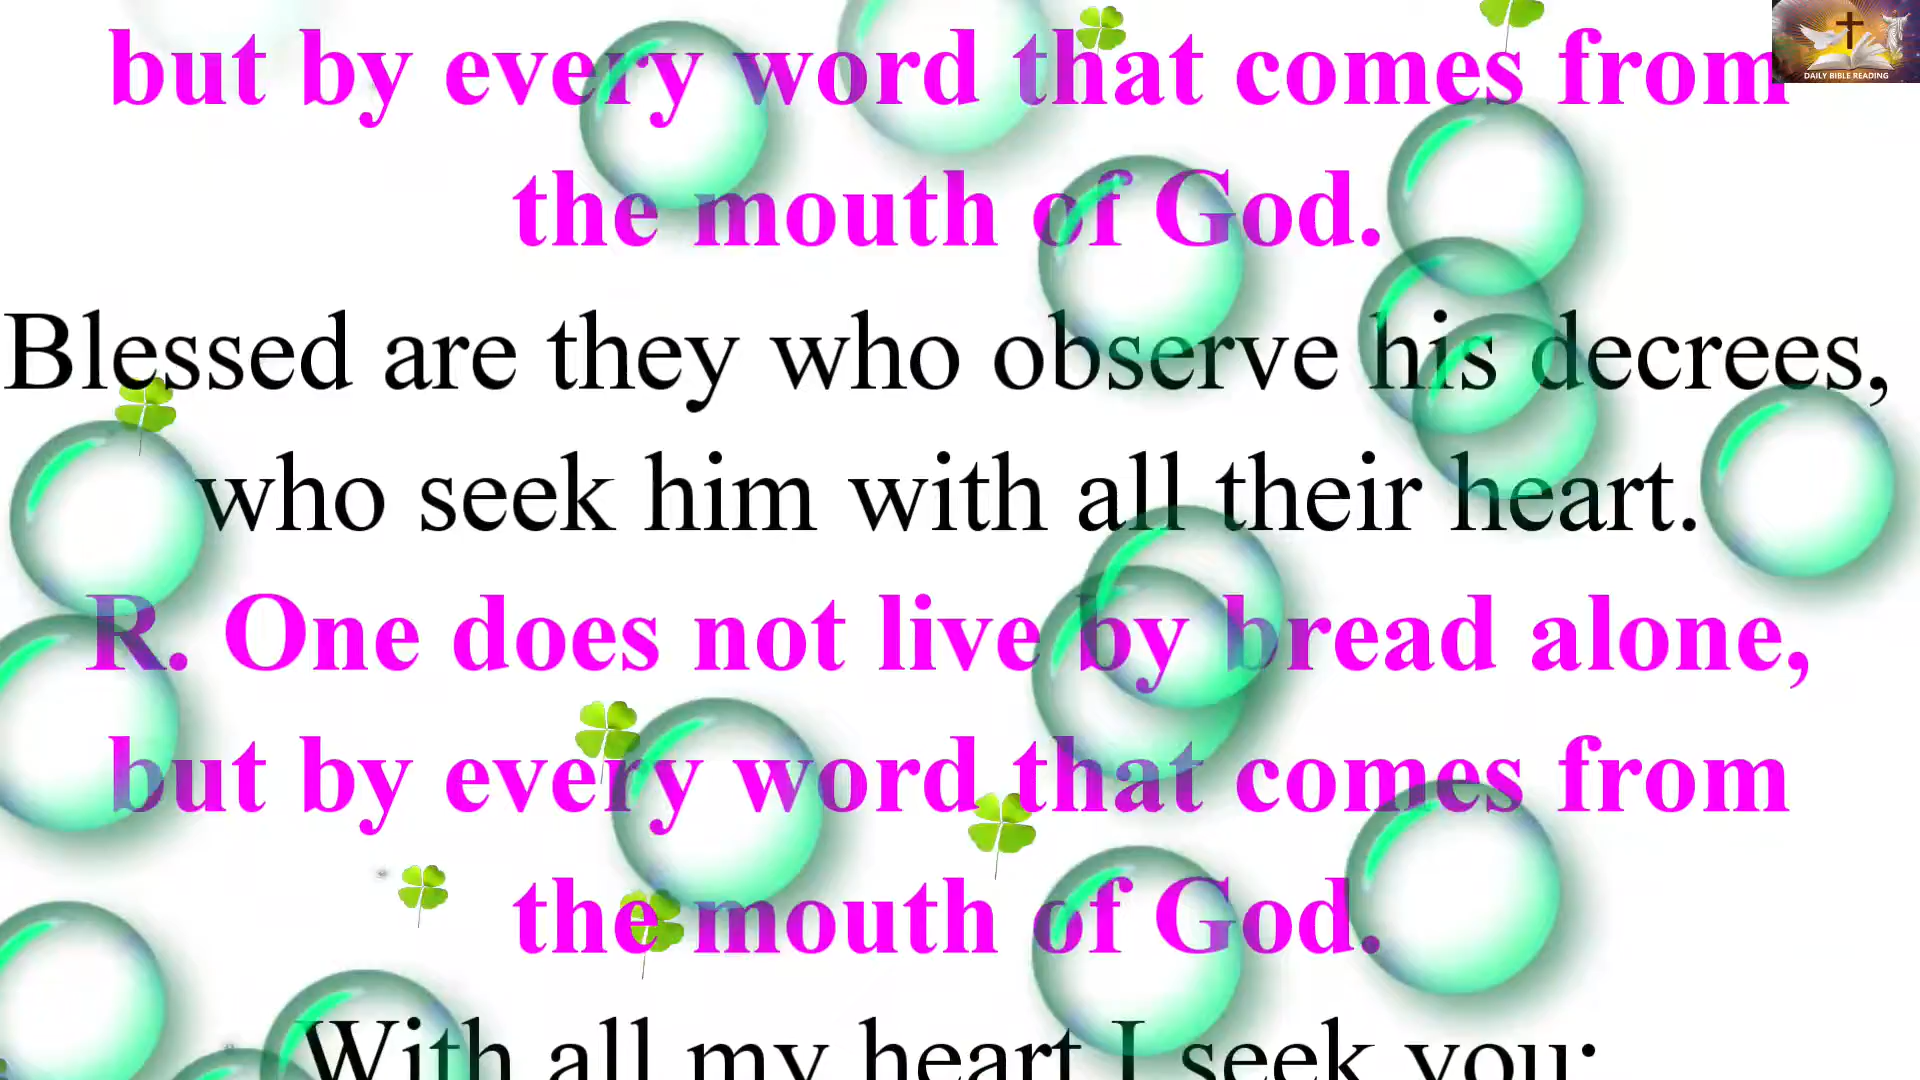 but by every word that comes from
DAILY BIBLE READING
the mouth of God.
Blessed are they who observe his decrees,
who seek him with all their heart.
R. One does not live by bread alone,
but by every word that comes from
the mouth of God.
With all my heart I seek you;